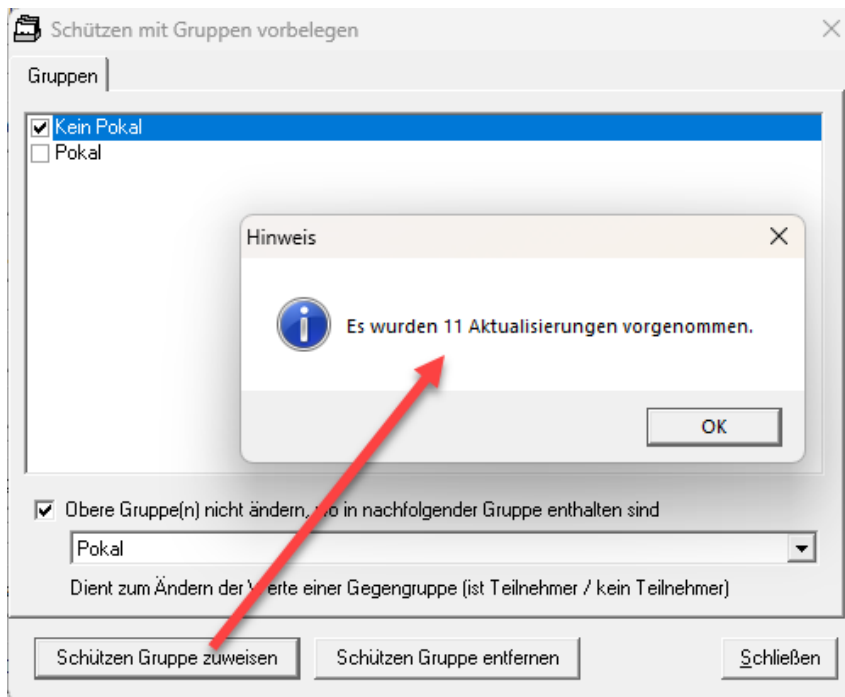 Schützen mit Gruppen vorbelegen
Gruppen
Kein Pokal
Pokal
Hinweis
Es wurden 11 Aktualisierungen vorgenommen.
OK
Obere Gruppe(n) nicht ändern, in nachfolgender Gruppe enthalten sind
Pokal
Dient zum Ändern der Werte einer Gegengruppe (ist Teilnehmer / kein Teilnehmer)
Schützen Gruppe zuweisen
Schützen Gruppe entfernen
Schließen